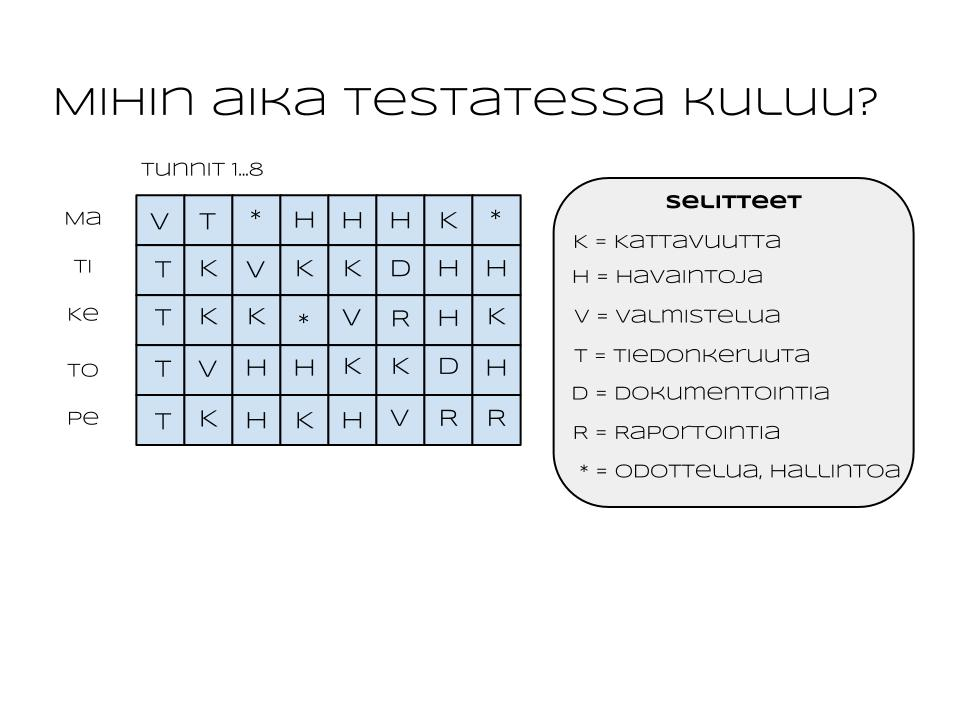 Mihin aika testatessa kuluu?
Tunnit 1...8
Ma V T * H H H K *
Ti T K V K K D H H
Ke T K K * V R H K
To T V H H K K D H
Pe T K H K H V R R
Selitteet
K = Kattavuutta
H = Havaintoja
V = Valmistelua
T = Tiedonkeruuta
D = Dokumentointia
R = Raportointia
* = Odottelua, hallintoa